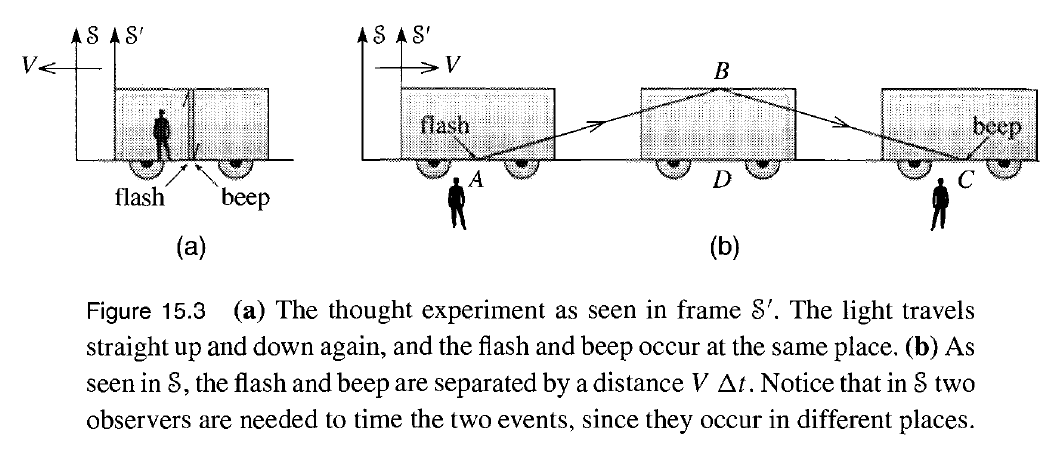 S S′ S S′
V V
B
flash beep
A D C
flash beep
(a) (b)
Figure 15.3 (a) The thought experiment as seen in frame S′. The light travels
straight up and down again, and the flash and beep occur at the same place. (b) As
seen in S, the flash and beep are separated by a distance V Δt. Notice that in S two
observers are needed to time the two events, since they occur in different places.